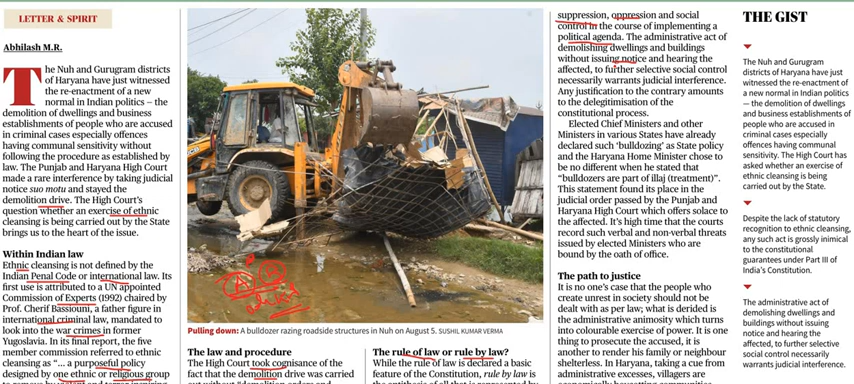 LETTER & SPIRIT
Abhilash M.R.
The Nuh and Gurugram districts
of Haryana have just witnessed
the re-enactment of a new
normal in Indian politics — the
demolition of dwellings and business
establishments of people who are accused
in criminal cases especially offences
having communal sensitivity without
following the procedure as established by
law. The Punjab and Haryana High Court
made a rare interference by taking judicial
notice suo motu and stayed the
demolition drive. The High Court's
question whether an exercise of ethnic
cleansing is being carried out by the State
brings us to the heart of the issue.
Within Indian law
Ethnic cleansing is not defined by the
Indian Penal Code or international law. Its
first use is attributed to a UN appointed
Commission of Experts (1992) chaired by
Prof. Cherif Bassiouni, a father figure in
international criminal law, mandated to
look into the war crimes in former
Yugoslavia. In its final report, the five
member commission referred to ethnic
cleansing as "... a purposeful policy
designed by one ethnic or religious group
Pulling down: A bulldozer razing roadside structures in Nuh on August 5. SUSHIL KUMAR VERMA
The law and procedure
The High Court took cognisance of the
fact that the demolition drive was carried
The rule of law or rule by law?
While the rule of law is declared a basic
feature of the Constitution, rule by law is
suppression, oppression and social
control in the course of implementing a
political agenda. The administrative act of
demolishing dwellings and buildings
without issuing notice and hearing the
affected, to further selective social control
necessarily warrants judicial interference.
Any justification to the contrary amounts
to the delegitimisation of the
constitutional process.
Elected Chief Ministers and other
Ministers in various States have already
declared such 'bulldozing' as State policy
and the Haryana Home Minister chose to
be no different when he stated that
"bulldozers are part of illaj (treatment)".
This statement found its place in the
judicial order passed by the Punjab and
Haryana High Court which offers solace to
the affected. It's high time that the courts
record such verbal and non-verbal threats
issued by elected Ministers who are
bound by the oath of office.
The path to justice
It is no one's case that the people who
create unrest in society should not be
dealt with as per law; what is derided is
the administrative animosity which turns
into colourable exercise of power. It is one
thing to prosecute the accused, it is
another to render his family or neighbour
shelterless. In Haryana, taking a cue from
administrative excesses, villagers are
THE GIST
The Nuh and Gurugram
districts of Haryana have just
witnessed the re-enactment of
a new normal in Indian politics
— the demolition of dwellings
and business establishments of
people who are accused in
criminal cases especially
offences having communal
sensitivity. The High Court has
asked whether an exercise of
ethnic cleansing is being
carried out by the State.
Despite the lack of statutory
recognition to ethnic cleansing,
any such act is grossly inimical
to the constitutional
guarantees under Part III of
India's Constitution.
The administrative act of
demolishing dwellings and
buildings without issuing
notice and hearing the
affected, to further selective
social control necessarily
warrants judicial interference.